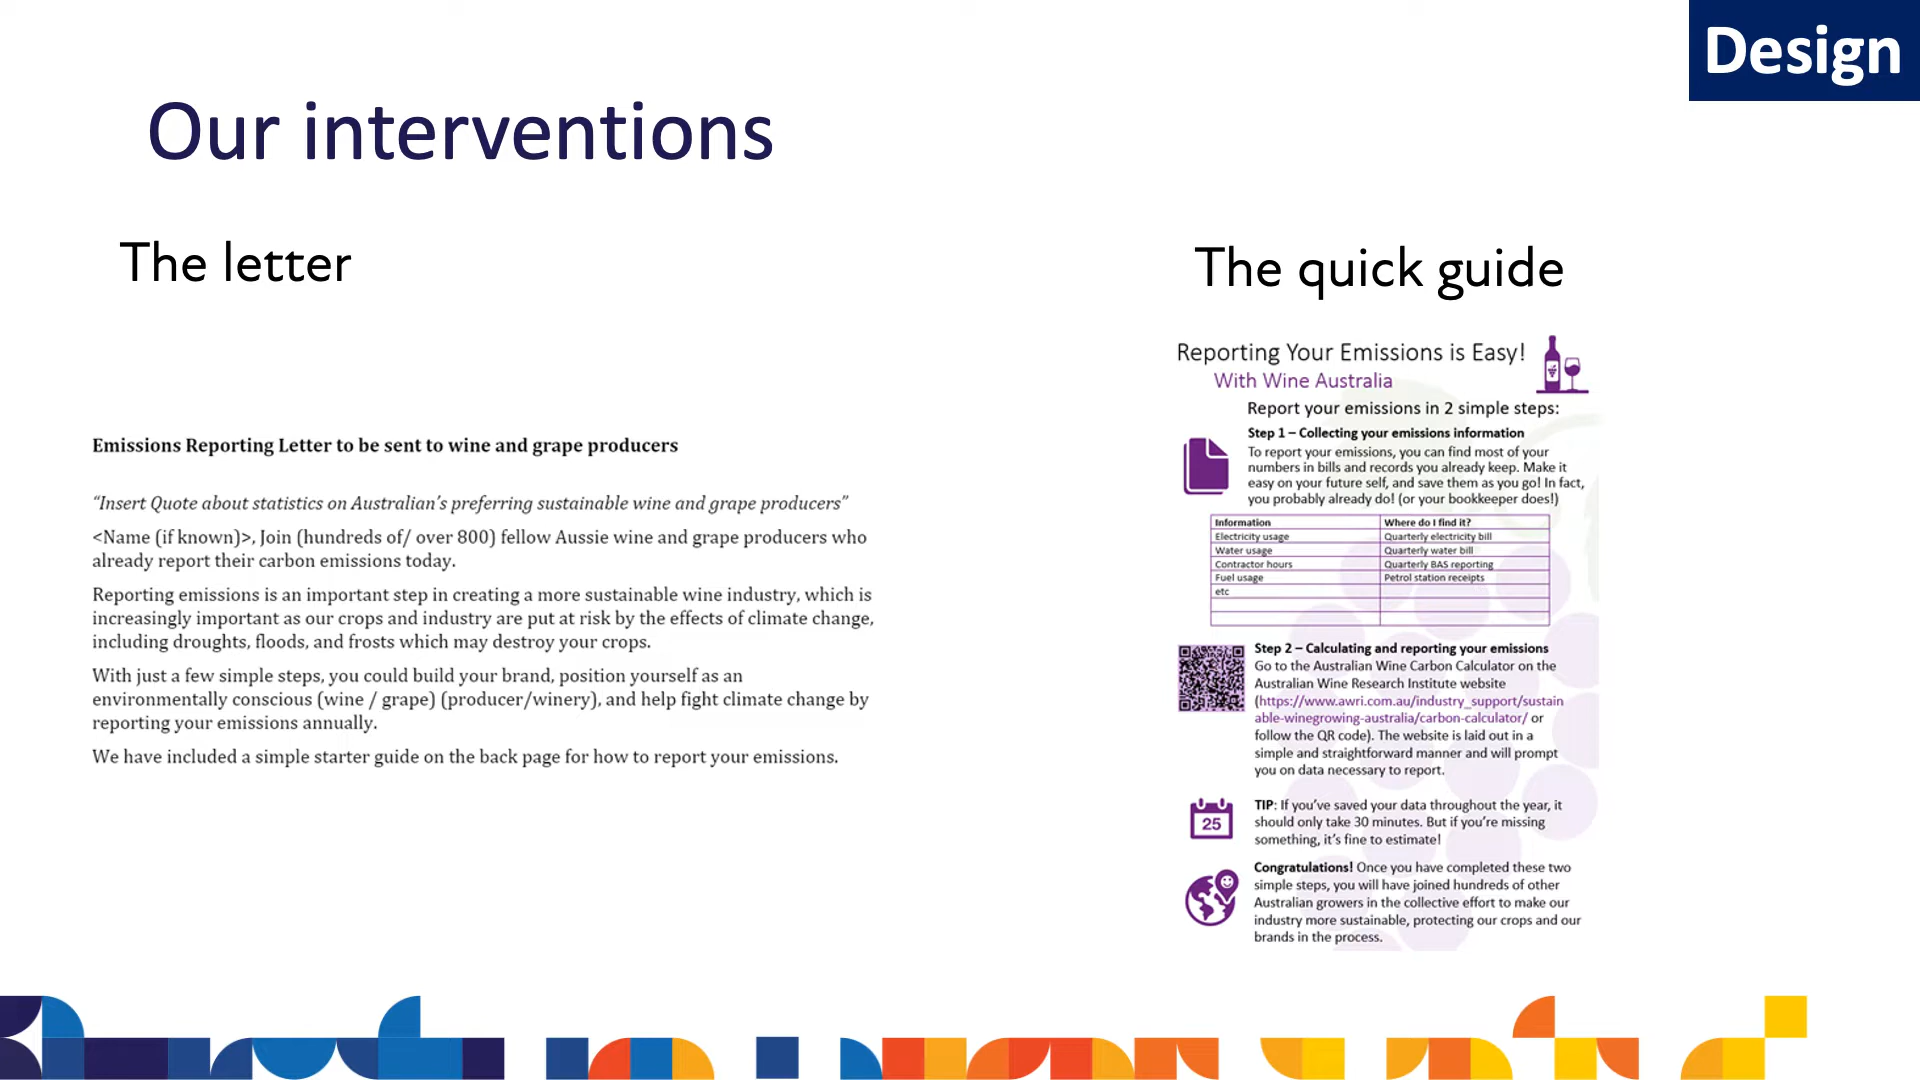 Design
Our interventions
The letter
Emissions Reporting Letter to be sent to wine and grape producers
“Insert Quote about statistics on Australian’s preferring sustainable wine and grape producers”
<Name (if known)>, Join (hundreds of/ over 800) fellow Aussie wine and grape producers who
already report their carbon emissions today.
Reporting emissions is an important step in creating a more sustainable wine industry, which is
increasingly important as our crops and industry are put at risk by the effects of climate change,
including droughts, floods, and frosts which may destroy your crops.
With just a few simple steps, you could build your brand, position yourself as an
environmentally conscious (wine / grape) (producer/winery), and help fight climate change by
reporting your emissions annually.
We have included a simple starter guide on the back page for how to report your emissions.
The quick guide
Reporting Your Emissions is Easy!
With Wine Australia
Report your emissions in 2 simple steps:
Step 1 – Collecting your emissions information
To report your emissions, you can find most of your
numbers in bills and records you already keep. Make it
easy on your future self, and save them as you go! In fact,
you probably already do! (or your bookkeeper does!)
Information Where do I find it?
Electricity usage Quarterly electricity bill
Water usage Quarterly water bill
Contractor hours Quarterly BAS reporting
Fuel usage Petrol station receipts
etc
Step 2 – Calculating and reporting your emissions
Go to the Australian Wine Carbon Calculator on the
Australian Wine Research Institute website
(https://www.awri.com.au/industry_support/sustain
able-winegrowing-australia/carbon-calculator/ or
follow the QR code). The website is laid out in a
simple and straightforward manner and will prompt
you on data necessary to report.
25
TIP: If you’ve saved your data throughout the year, it
should only take 30 minutes. But if you’re missing
something, it’s fine to estimate!
Congratulations! Once you have completed these two
simple steps, you will have joined hundreds of other
Australian growers in the collective effort to make our
industry more sustainable, protecting our crops and our
brands in the process.